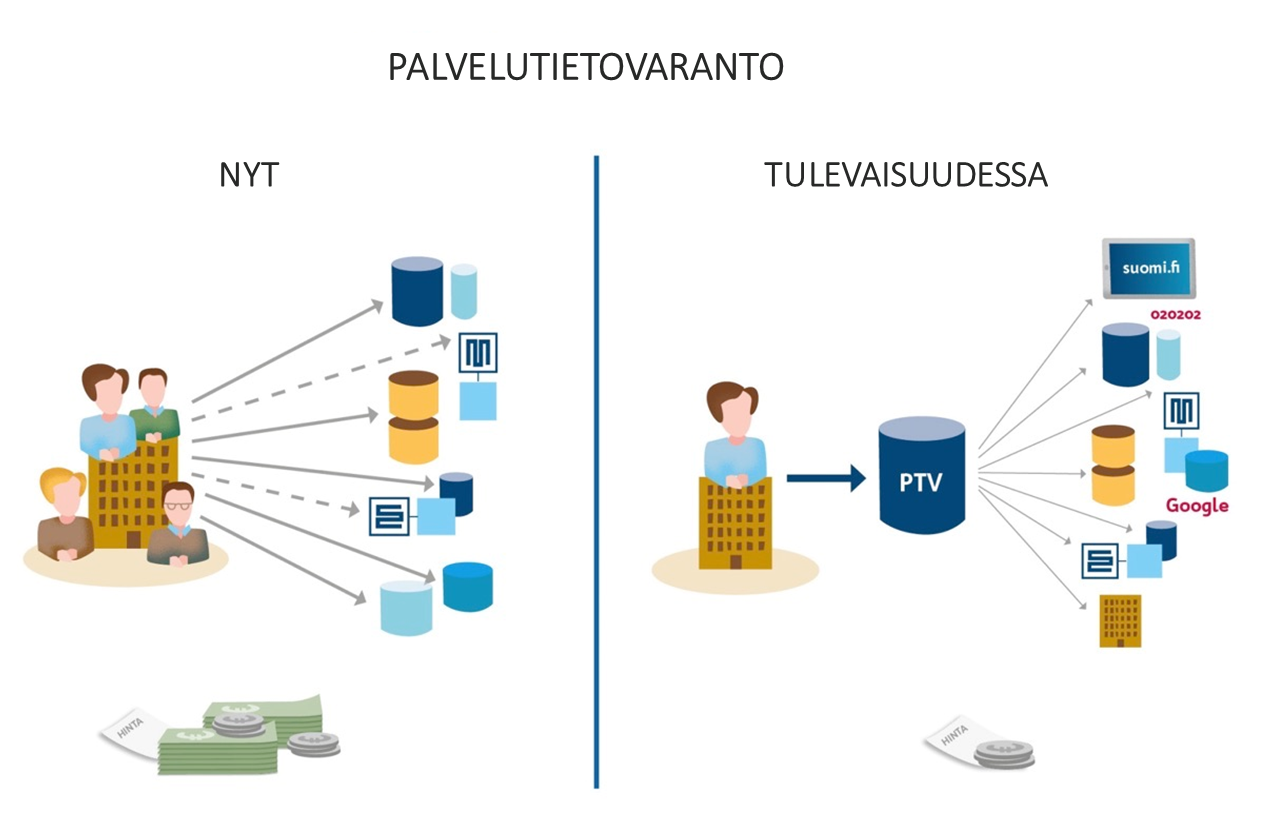 PALVELUTIETOVARANTO
NYT
TULEVAISUUDESSA
suomi.fi
020202
PTV
Google
HINTA
HINTA